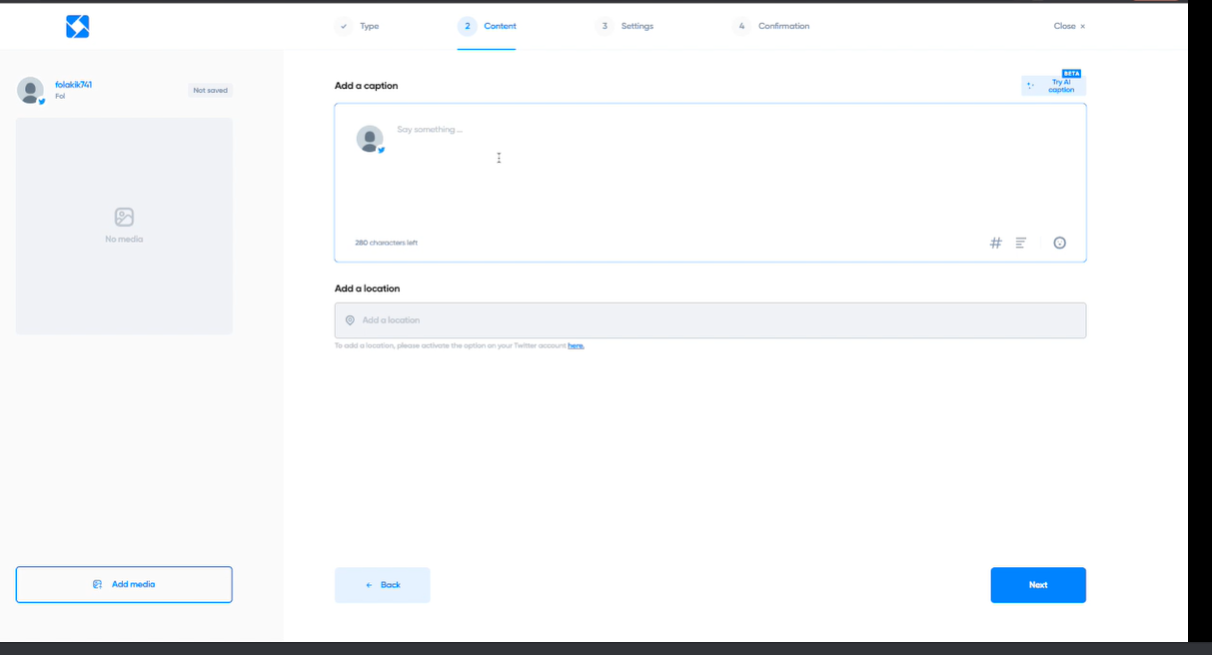 Type
2 Content
3 Settings
4 Confirmation
Close ×
folakik741
Fol
Not saved
No media
Add media
Add a caption
BETA
Try AI
caption
Say something ...
280 characters left
#
Add a location
Add a location
To add a location, please activate the option on your Twitter account here.
← Back
Next